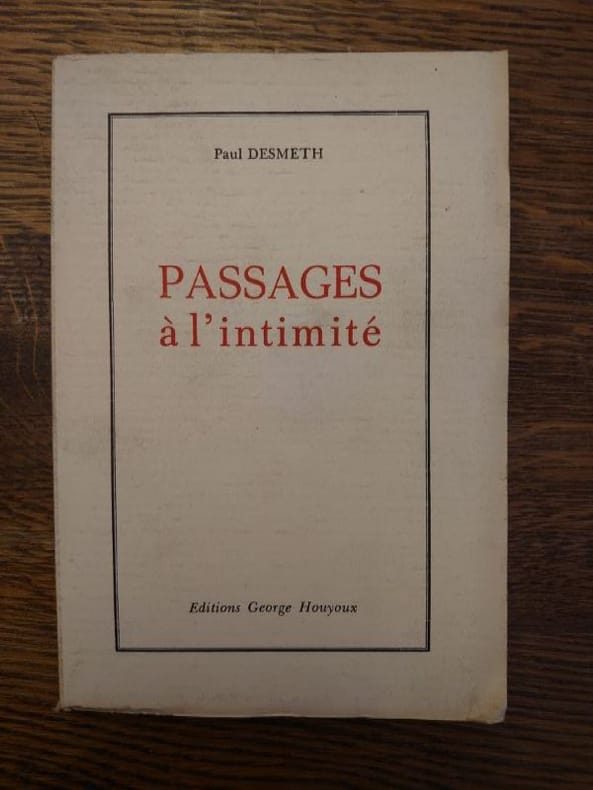 Paul DESMETH
PASSAGES
à l'intimité
Editions George Houyoux